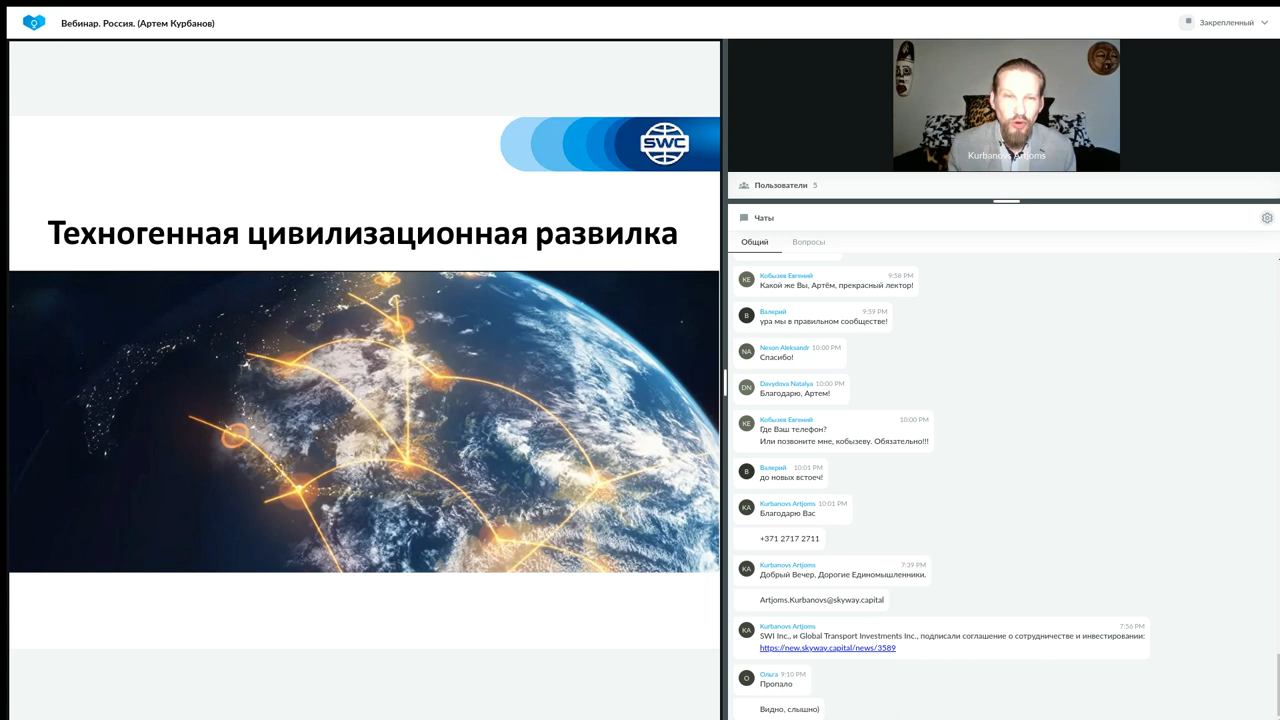 Вебинар. Россия. (Артем Курбанов)
Закрепленный
SWC
Техногенная цивилизационная развилка
Kurbanovs Artjoms
Пользователи 5
Чаты
Общий Вопросы
KE Кобызев Евгений 9:58 PM
Какой же Вы, Артём, прекрасный лектор!
B Валерий 9:59 PM
ура мы в правильном сообществе!
NA Neson Aleksandr 10:00 PM
Спасибо!
DN Davydova Natalya 10:00 PM
Благодарю, Артем!
KE Кобызев Евгений 10:00 PM
Где Ваш телефон?
Или позвоните мне, кобызеву. Обязательно!!!
B Валерий 10:01 PM
до новых встоеч!
KA Kurbanovs Artjoms 10:01 PM
Благодарю Вас
+371 2717 2711
KA Kurbanovs Artjoms 7:39 PM
Добрый Вечер, Дорогие Единомышленники.
Artjoms.Kurbanovs@skyway.capital
KA Kurbanovs Artjoms 7:56 PM
SWI Inc., и Global Transport Investments Inc., подписали соглашение о сотрудничестве и инвестировании:
https://new.skyway.capital/news/3589
О Ольга 9:10 PM
Пропало
Видно, слышно)